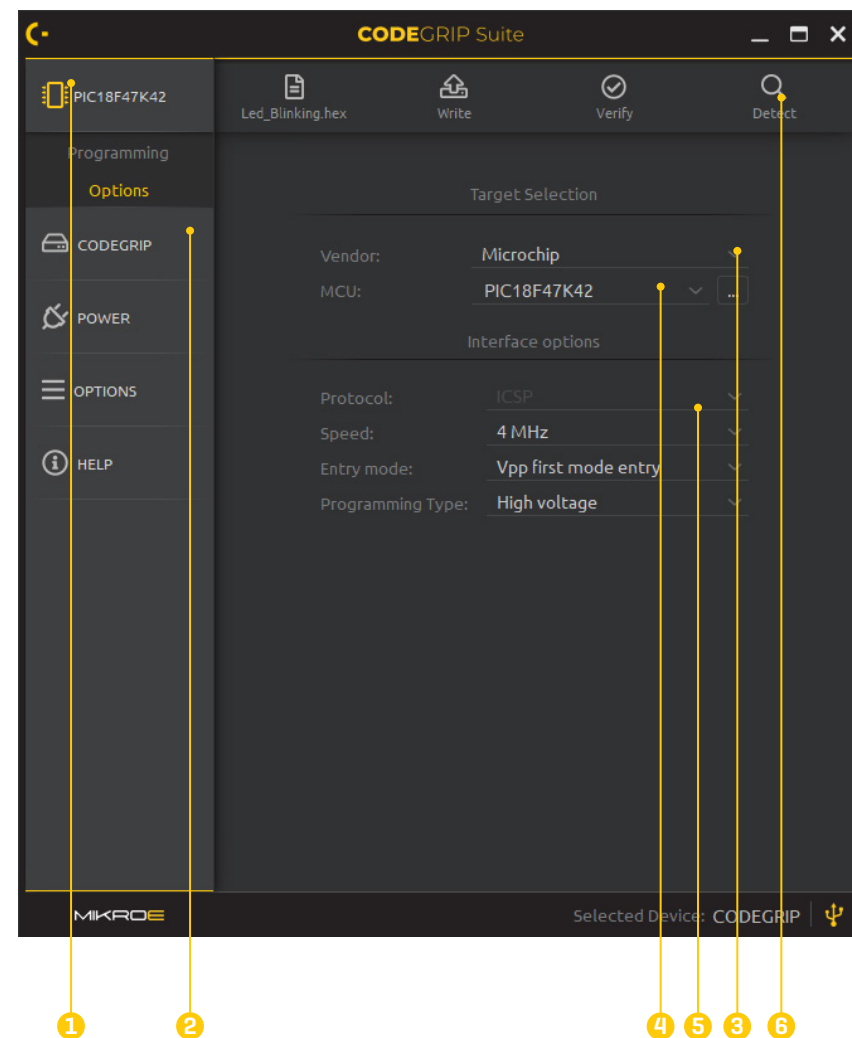 CODEGRIP Suite
PIC18F47K42
Led_Blinking.hex
Write
Verify
Detect
Programming
Options
CODEGRIP
POWER
OPTIONS
HELP
Target Selection
Vendor: Microchip
MCU: PIC18F47K42 ...
Interface options
Protocol: ICSP
Speed: 4 MHz
Entry mode: Vpp first mode entry
Programming Type: High voltage
MIKROE
Selected Device: CODEGRIP
1 2 4 5 3 6